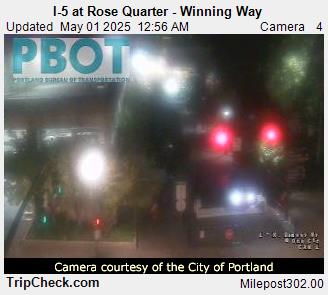 I-5 at Rose Quarter - Winning Way
Updated May 01 2025 12:56 AM Camera 4
PBOT
PORTLAND BUREAU OF TRANSPORTATION
Camera courtesy of the City of Portland
TripCheck.com Milepost302.00